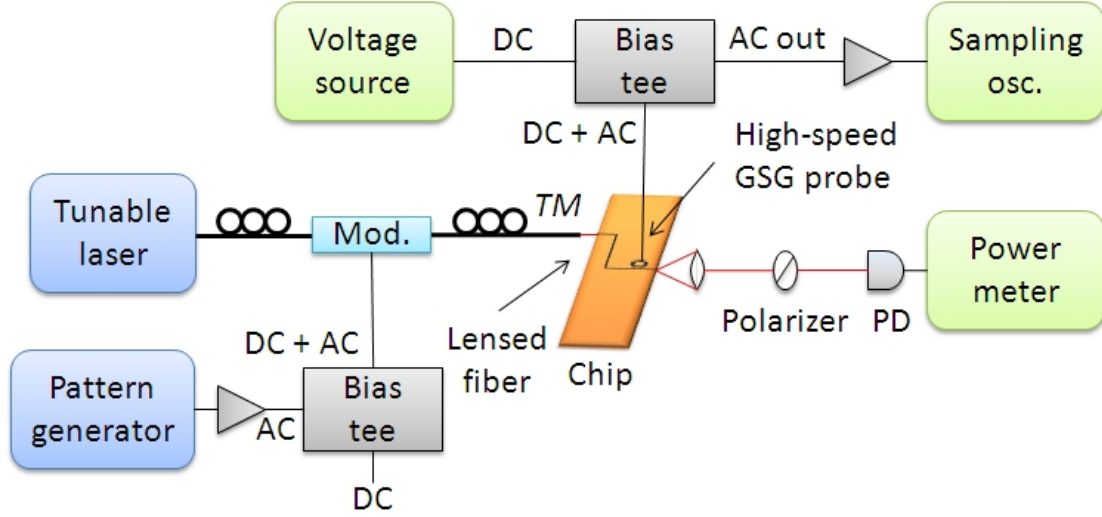 Voltage
source
DC
Bias
tee
AC out
Sampling
osc.
DC + AC
High-speed
GSG probe
Tunable
laser
Mod.
TM
Power
meter
Polarizer
PD
Lensed
fiber
Chip
DC + AC
Pattern
generator
AC
Bias
tee
DC